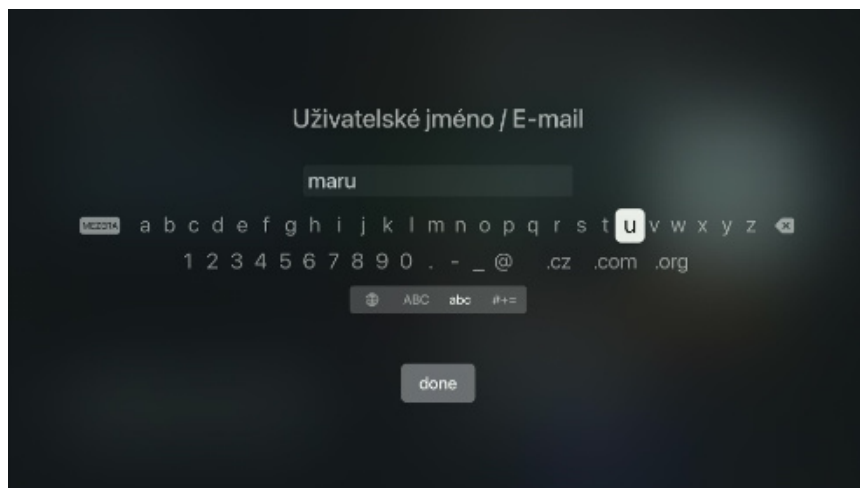 Uživatelské jméno / E-mail
maru
MEZERA a b c d e f g h i j k l m n o p q r s t u v w x y z
1 2 3 4 5 6 7 8 9 0 . - _ @ .cz .com .org
ABC abc #+=
done